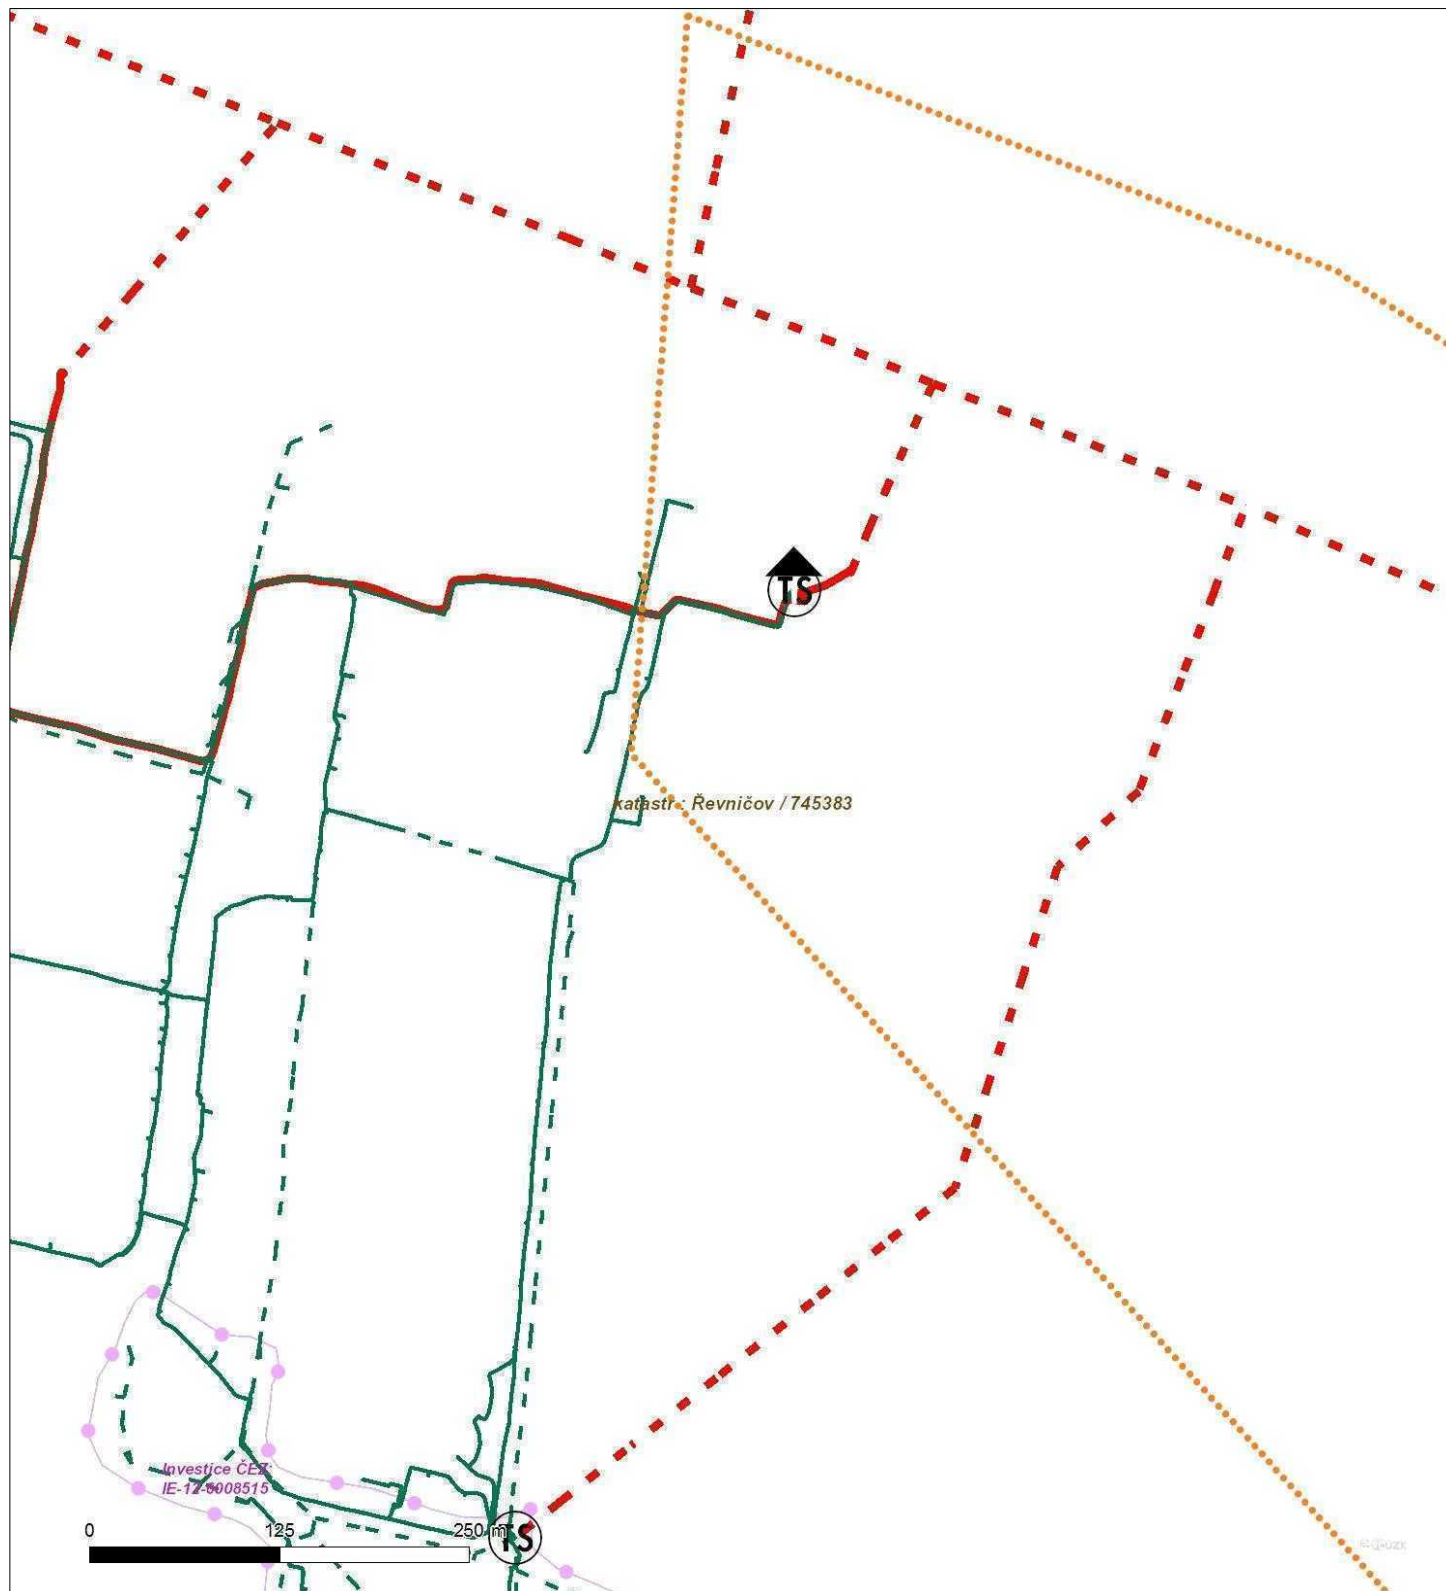 TS
katastr : Řevničov / 745383
Investice ČEZ:
IE-12-6008515
0 125 250 m
TS